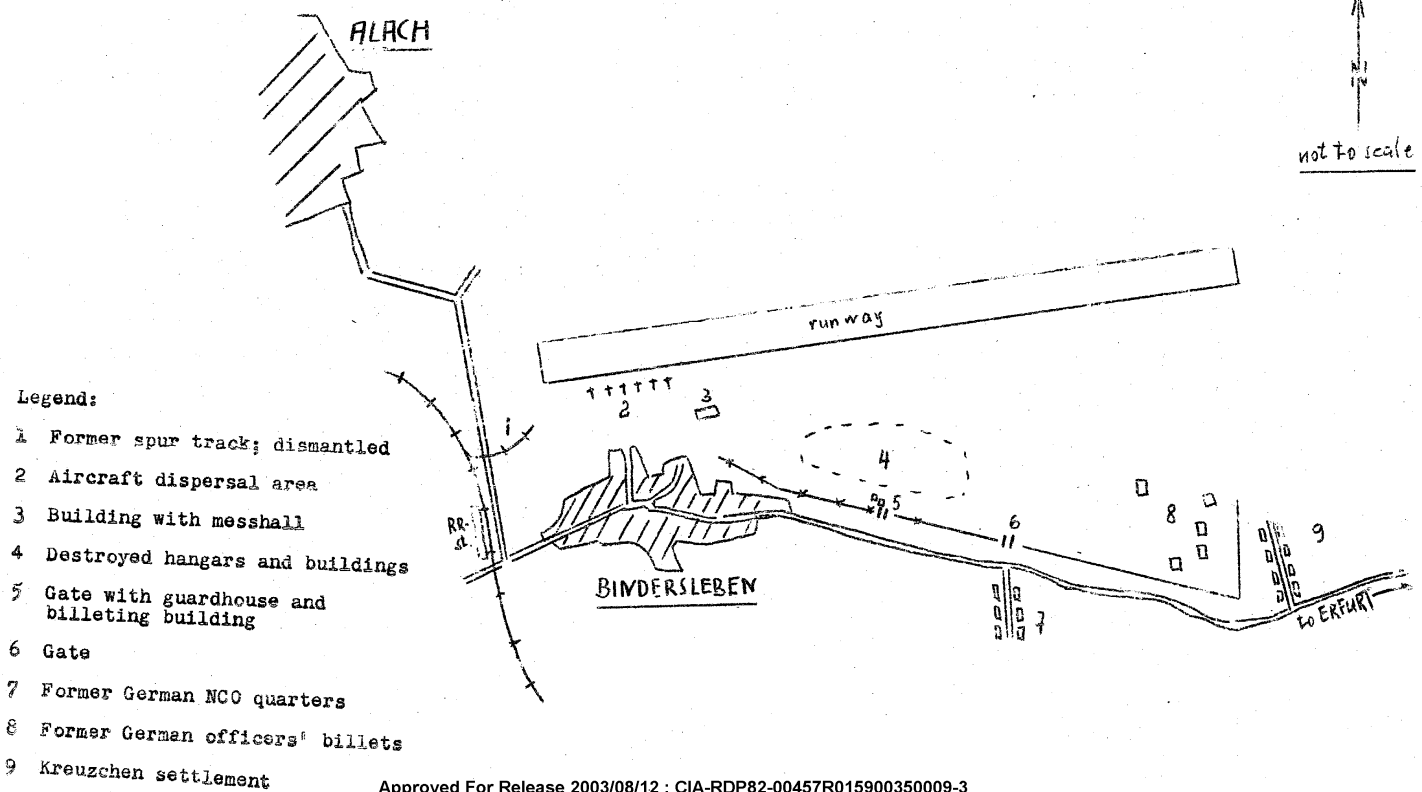 ALACH
N
not to scale
runway
Legend:
1 Former spur track; dismantled
2 Aircraft dispersal area
3 Building with messhall
4 Destroyed hangars and buildings
5 Gate with guardhouse and
billeting building
6 Gate
7 Former German NCO quarters
8 Former German officers' billets
9 Kreuzchen settlement
1
2
3
4
5
6
7
8
9
RR-
st.
BINDERSLEBEN
to ERFURT
Approved For Release 2003/08/12 : CIA-RDP82-00457R015900350009-3